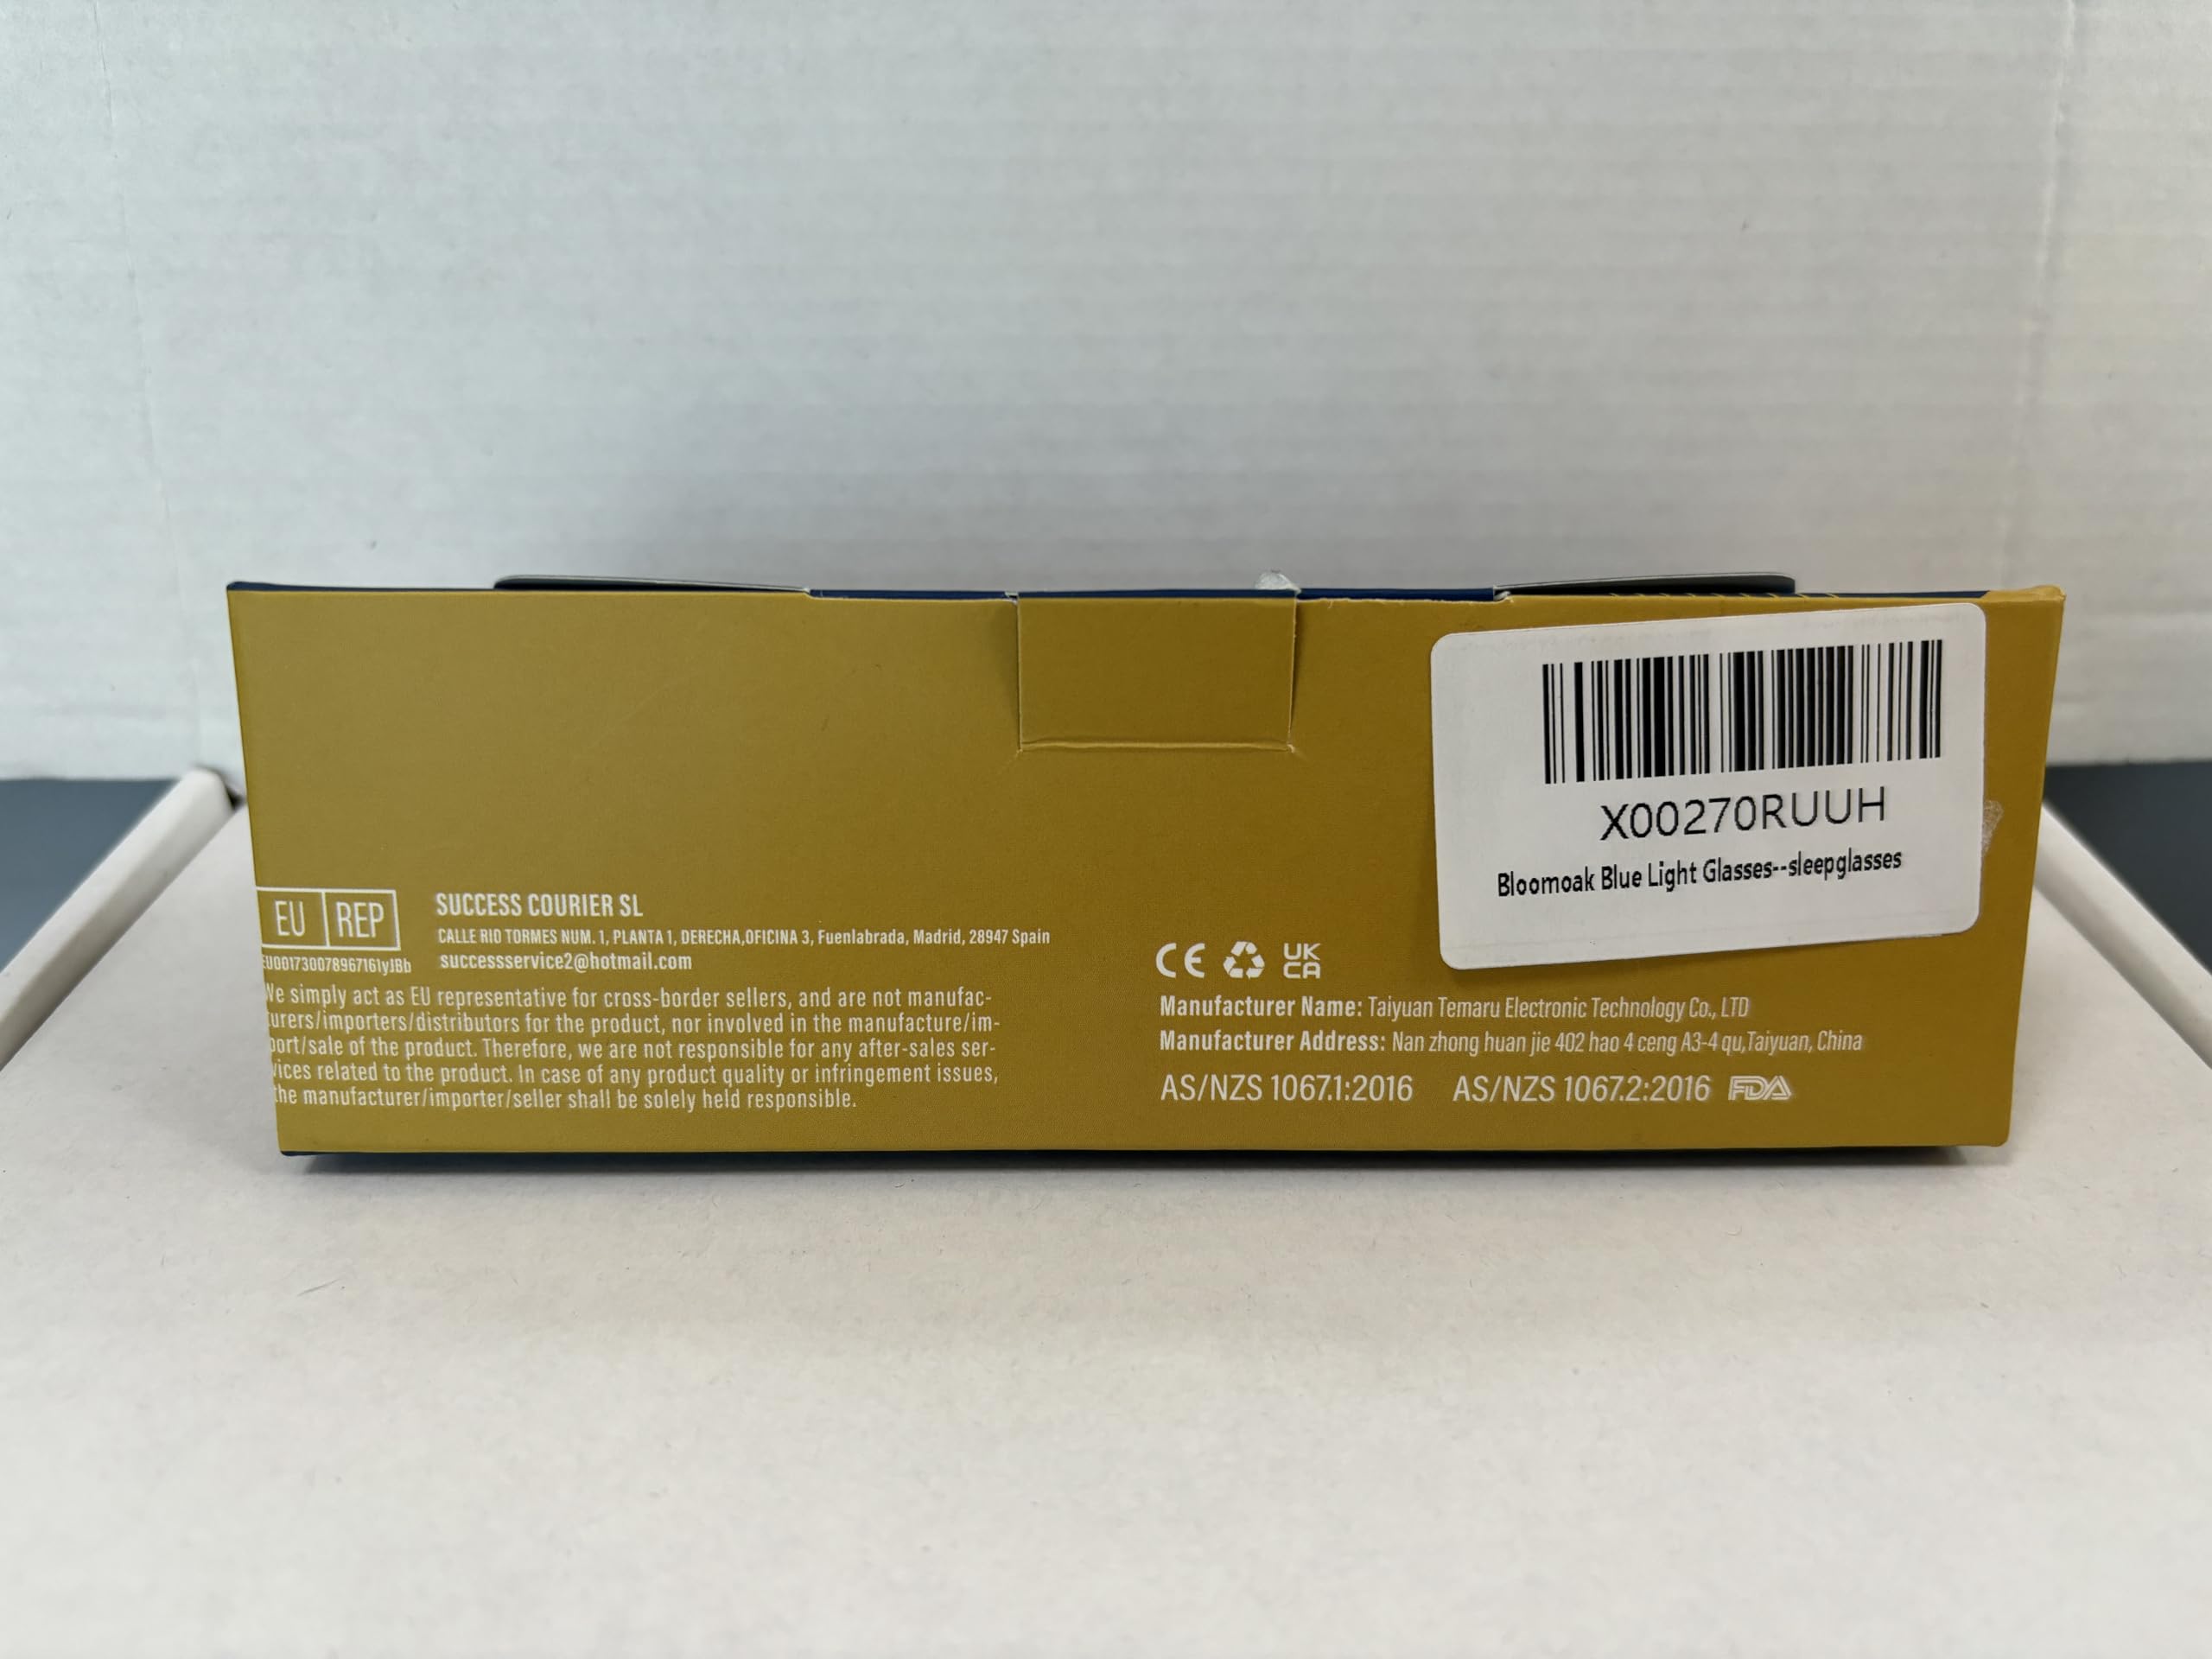 X00270RUUH
Bloomoak Blue Light Glasses--sleepglasses
EU REP
SUCCESS COURIER SL
CALLE RIO TORMES NUM. 1, PLANTA 1, DERECHA,OFICINA 3, Fuenlabrada, Madrid, 28947 Spain
successservice2@hotmail.com
EU001730078967161yJBb
We simply act as EU representative for cross-border sellers, and are not manufac-
turers/importers/distributors for the product, nor involved in the manufacture/im-
port/sale of the product. Therefore, we are not responsible for any after-sales ser-
vices related to the product. In case of any product quality or infringement issues,
the manufacturer/importer/seller shall be solely held responsible.
CE UK
CA
Manufacturer Name: Taiyuan Temaru Electronic Technology Co., LTD
Manufacturer Address: Nan zhong huan jie 402 hao 4 ceng A3-4 qu,Taiyuan, China
AS/NZS 1067.1:2016 AS/NZS 1067.2:2016 FDA